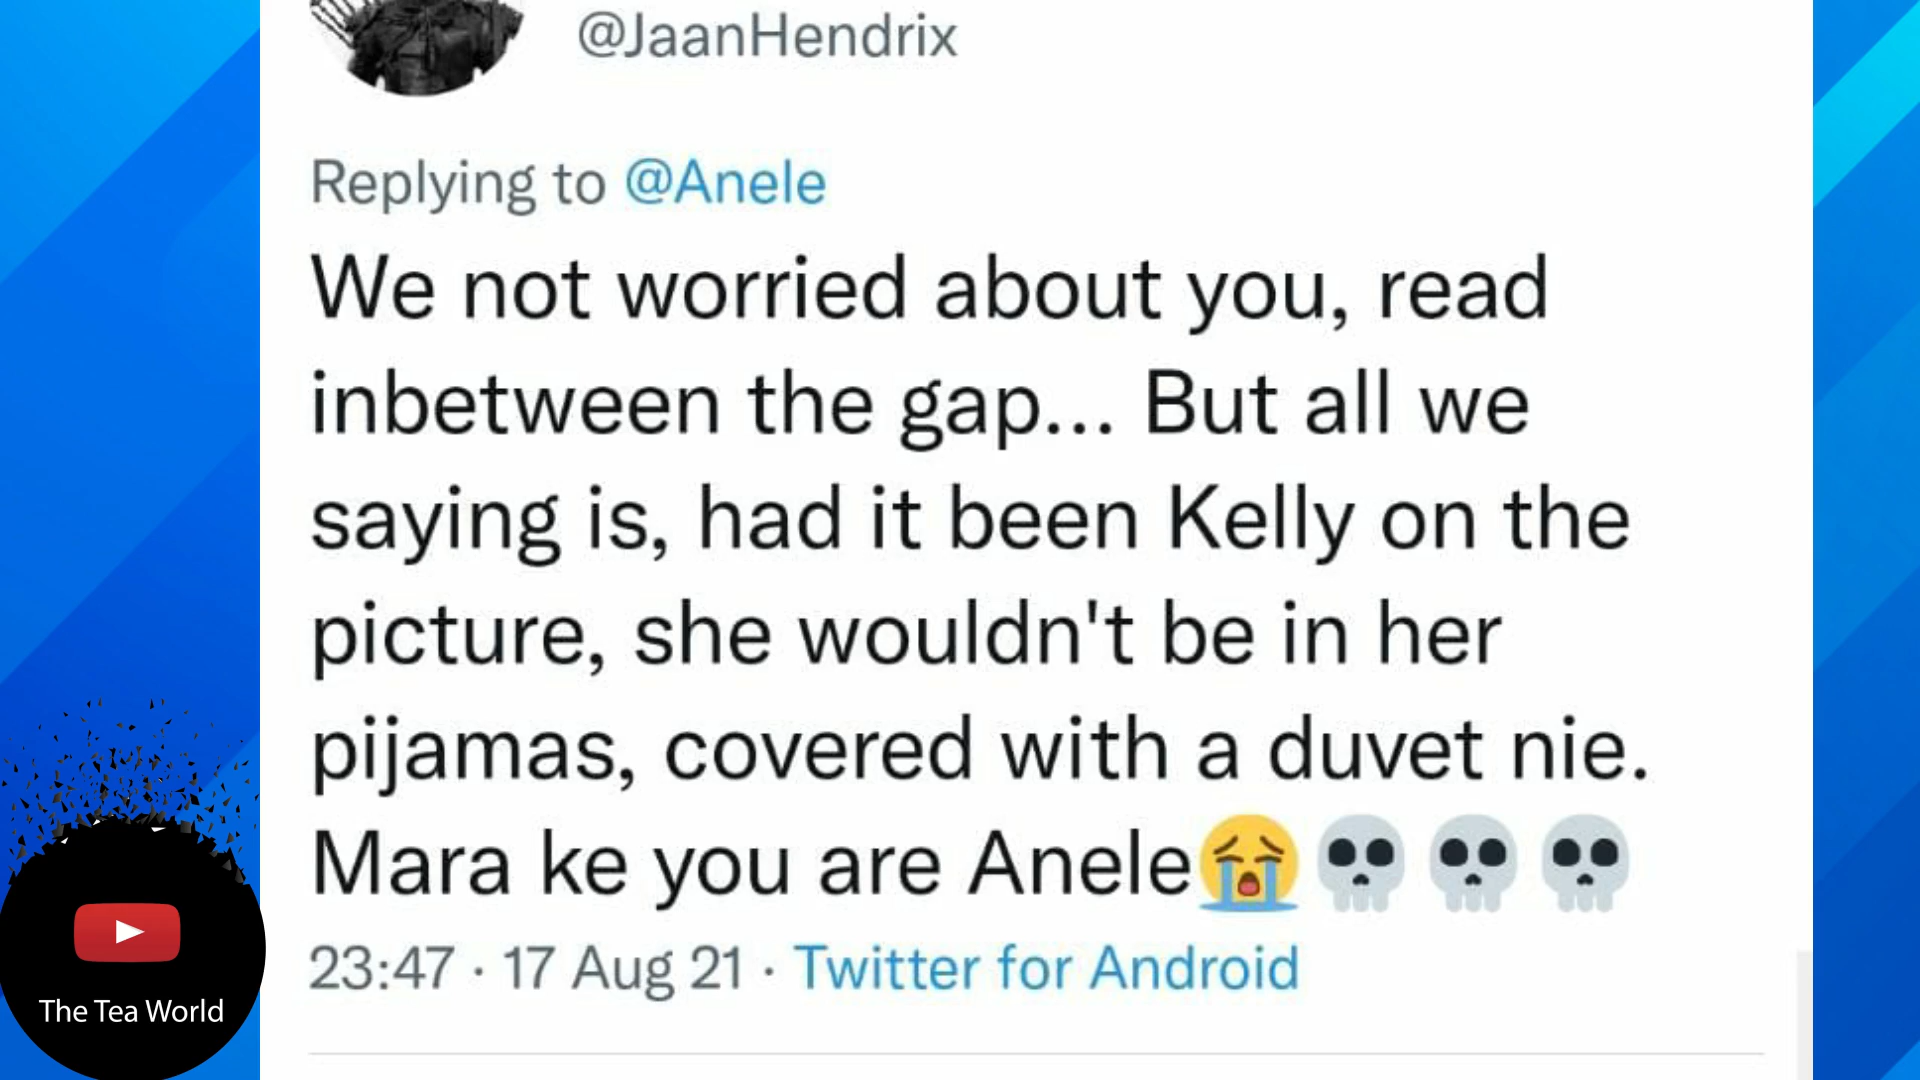 @JaanHendrix
Replying to @Anele
We not worried about you, read
inbetween the gap... But all we
saying is, had it been Kelly on the
picture, she wouldn't be in her
pijamas, covered with a duvet nie.
Mara ke you are Anele😭💀💀💀
23:47 · 17 Aug 21 · Twitter for Android
The Tea World